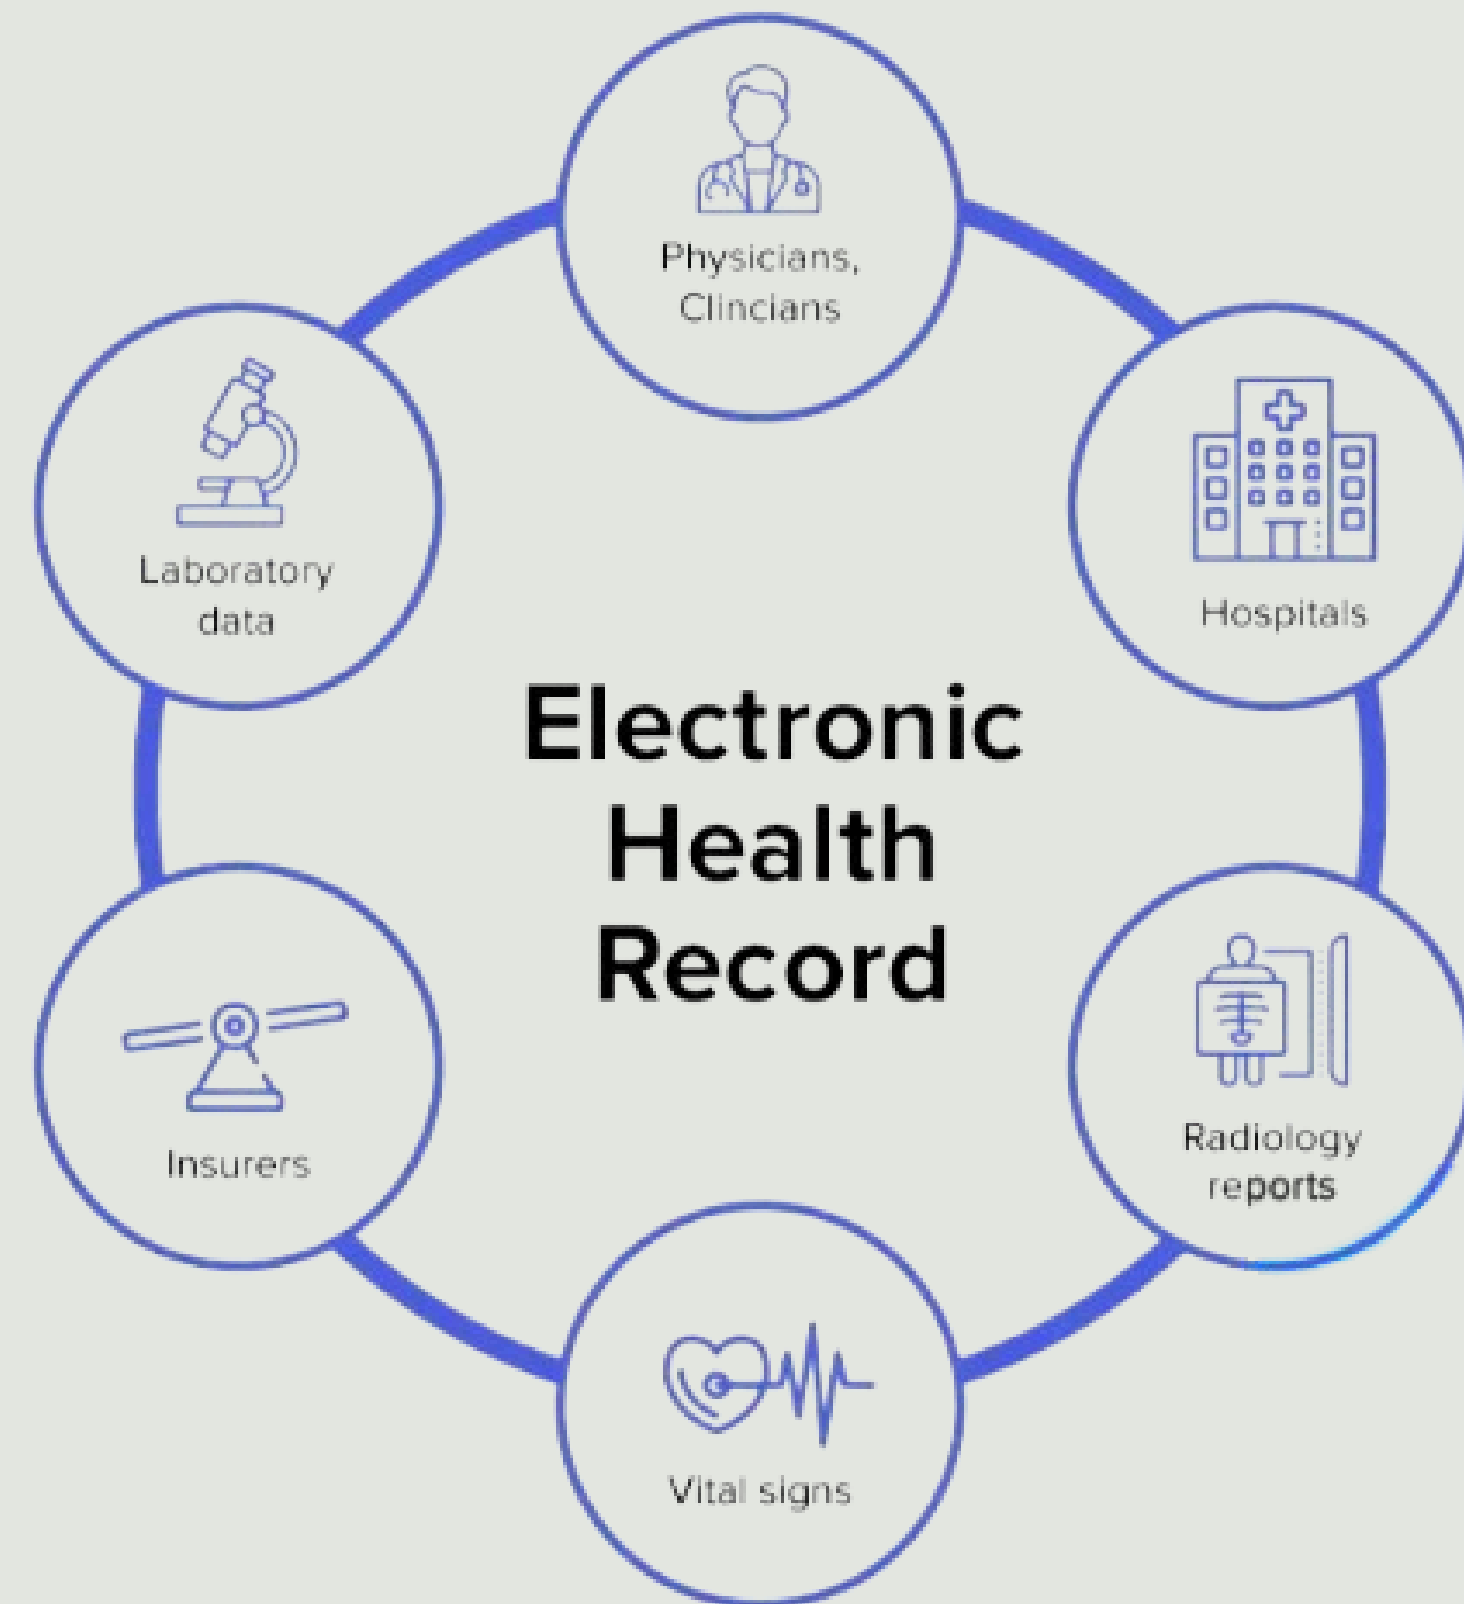 Physicians,
Clincians
Laboratory
data
Hospitals
Electronic
Health
Record
Insurers
Radiology
reports
Vital signs